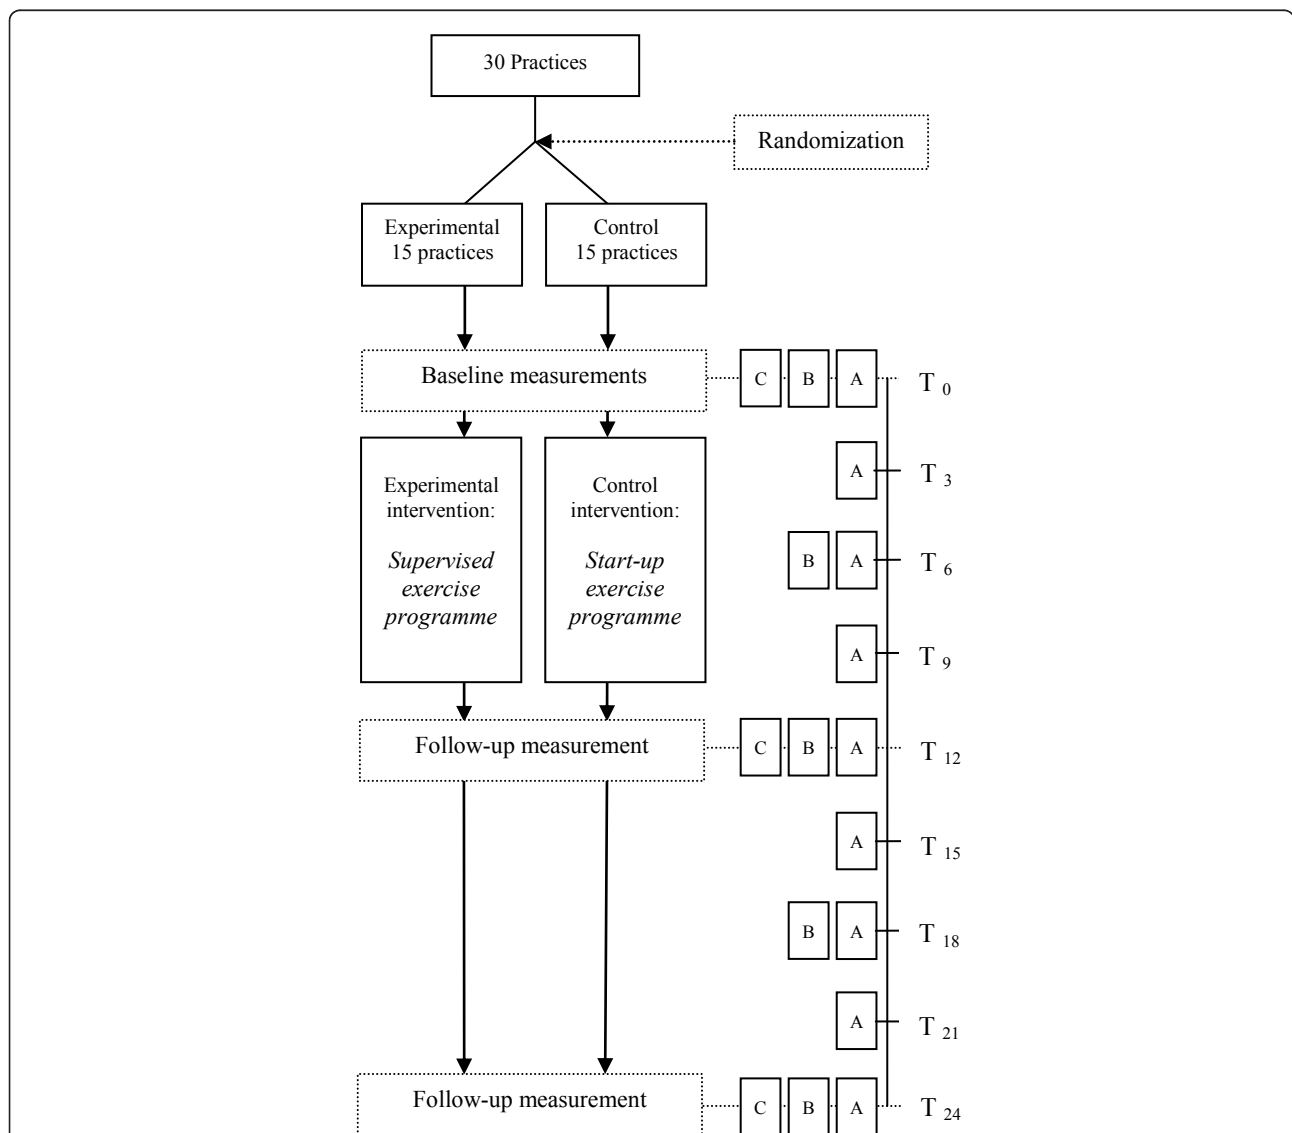 30 Practices
Randomization
Experimental
15 practices
Control
15 practices
Baseline measurements
C B A T 0
Experimental
intervention:
Supervised
exercise
programme
Control
intervention:
Start-up
exercise
programme
A T 3
B A T 6
A T 9
Follow-up measurement
C B A T 12
A T 15
B A T 18
A T 21
Follow-up measurement
C B A T 24